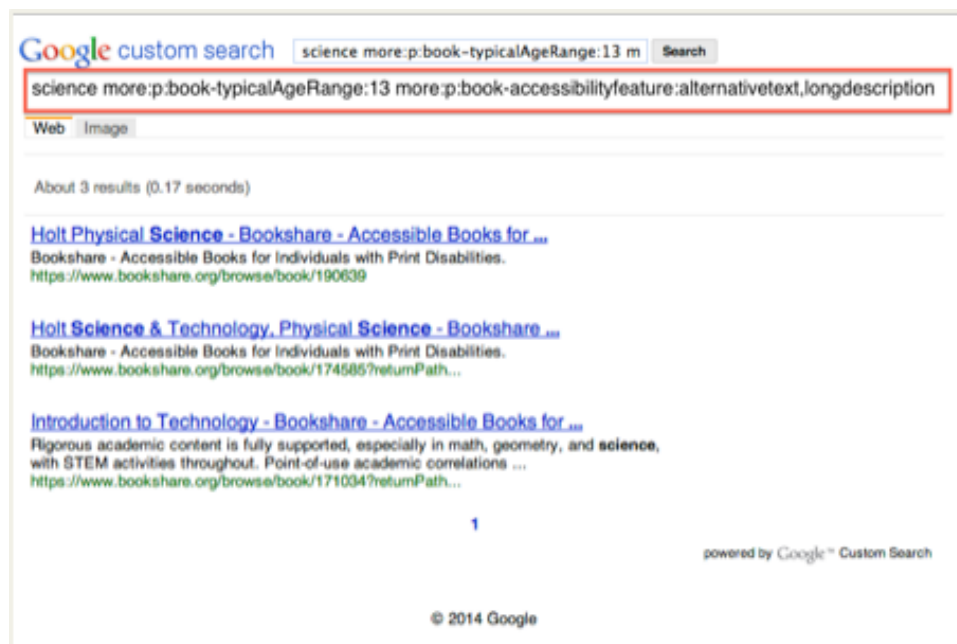 Google custom search science more:p:book-typicalAgeRange:13 m Search
science more:p:book-typicalAgeRange:13 more:p:book-accessibilityfeature:alternativetext,longdescription
Web Image
About 3 results (0.17 seconds)
Holt Physical Science - Bookshare - Accessible Books for ...
Bookshare - Accessible Books for Individuals with Print Disabilities.
https://www.bookshare.org/browse/book/190639
Holt Science & Technology, Physical Science - Bookshare ...
Bookshare - Accessible Books for Individuals with Print Disabilities.
https://www.bookshare.org/browse/book/174585?returnPath...
Introduction to Technology - Bookshare - Accessible Books for ...
Rigorous academic content is fully supported, especially in math, geometry, and science,
with STEM activities throughout. Point-of-use academic correlations ...
https://www.bookshare.org/browse/book/171034?returnPath...
1
powered by Google™ Custom Search
© 2014 Google